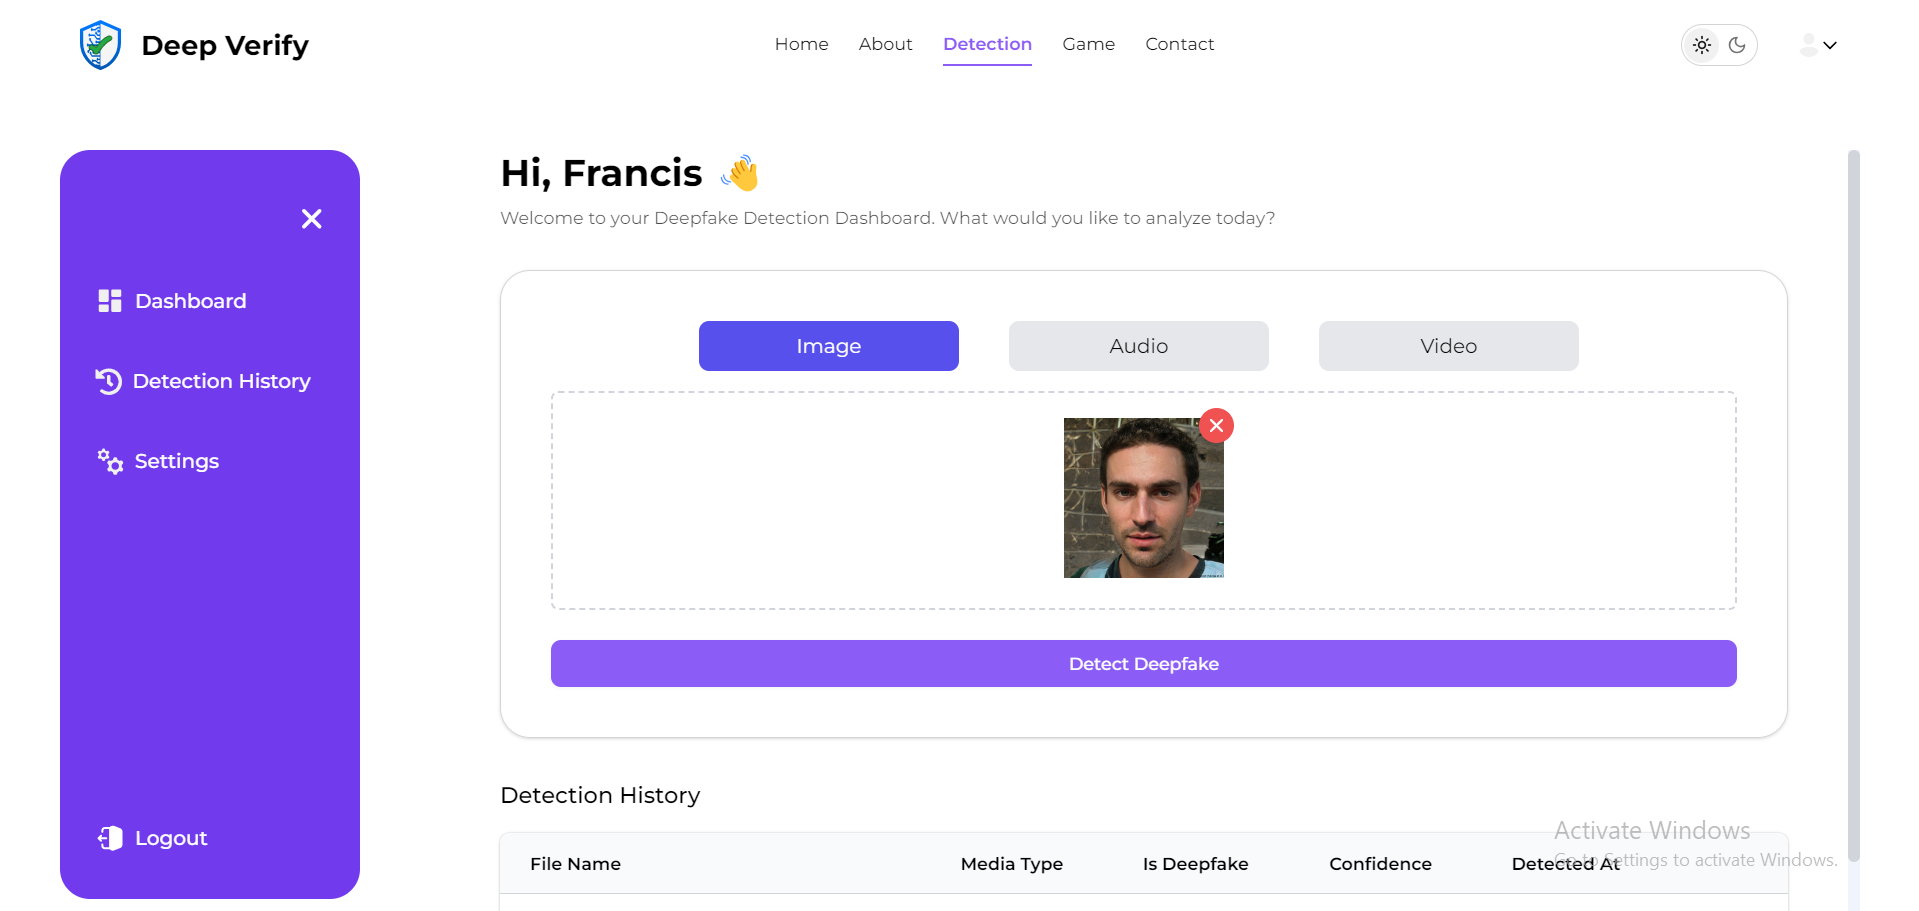 Deep Verify
Home About Detection Game Contact
Hi, Francis
Welcome to your Deepfake Detection Dashboard. What would you like to analyze today?
Dashboard
Detection History
Settings
Logout
Image Audio Video
Detect Deepfake
Detection History
File Name Media Type Is Deepfake Confidence Detected At
Activate Windows
Go to Settings to activate Windows.